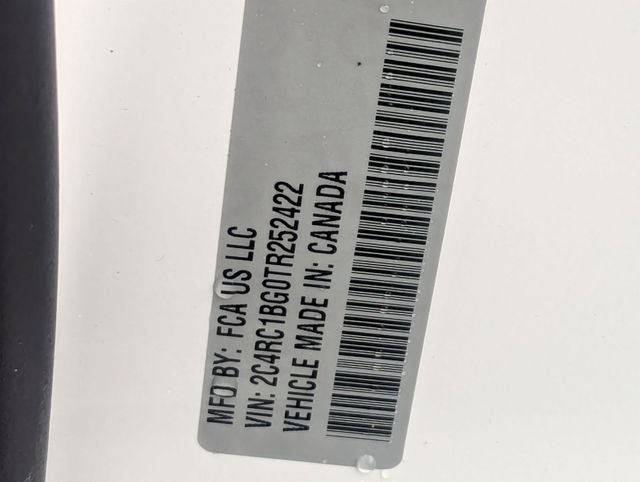 MFD BY: FCA US LLC
VIN: 2C4RC1BG0TR252422
VEHICLE MADE IN: CANADA